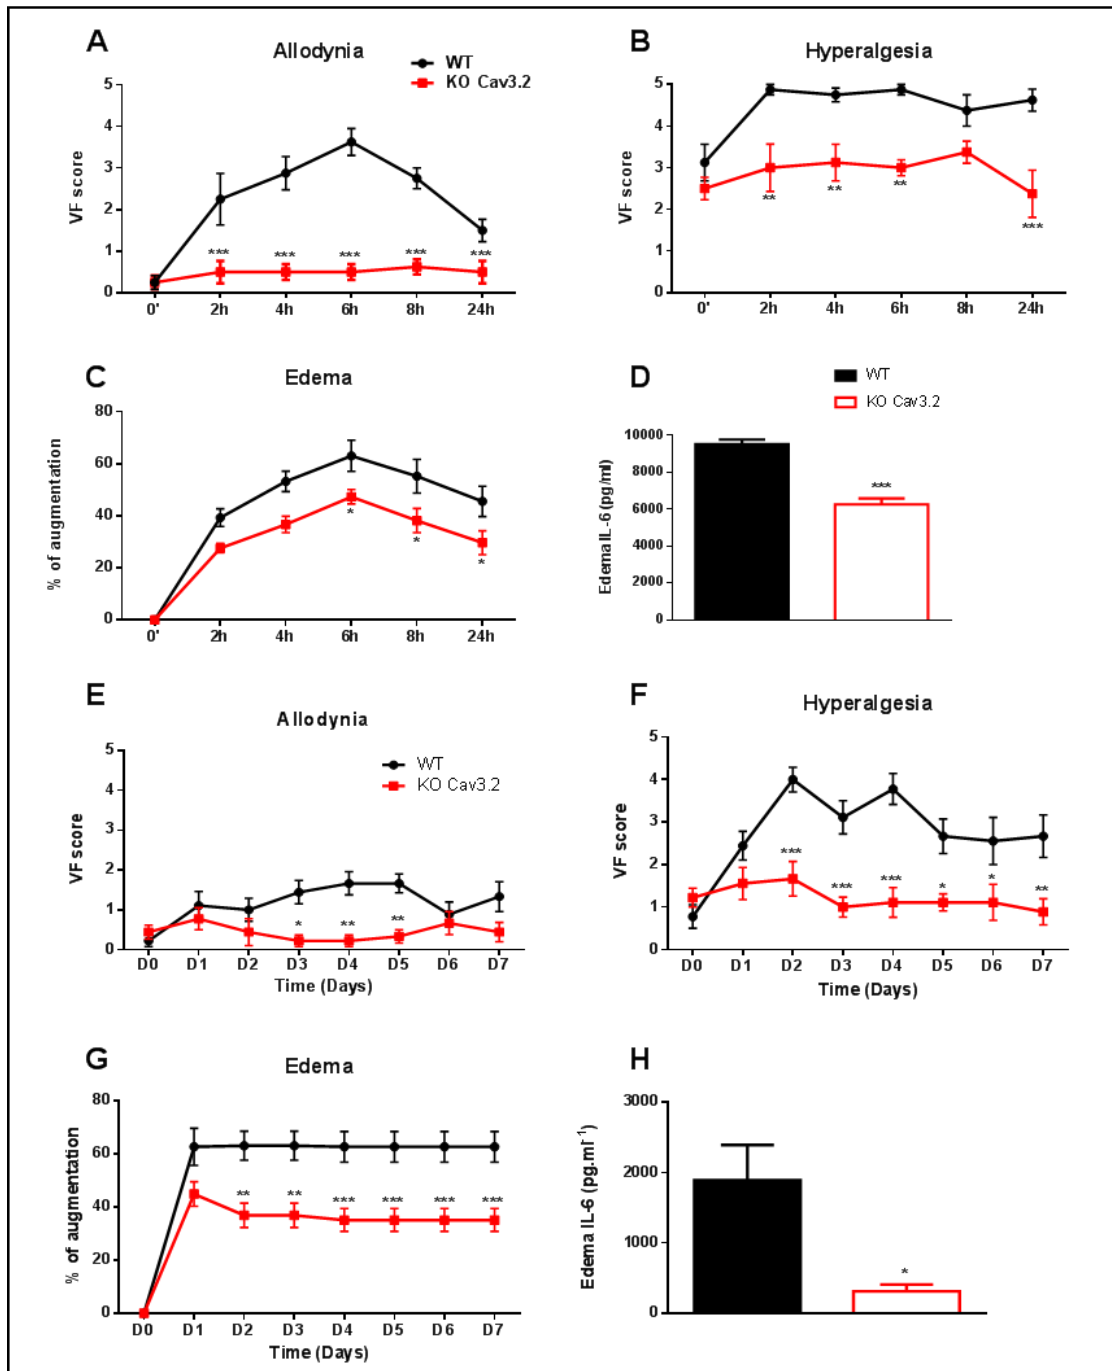 A
Allodynia
WT
KO Cav3.2
VF score
5
4
3
2
1
0
*** *** *** *** ***
0' 2h 4h 6h 8h 24h
B
Hyperalgesia
VF score
5
4
3
2
1
0
** ** ** ***
0' 2h 4h 6h 8h 24h
C
Edema
% of augmentation
80
60
40
20
0
* * *
0' 2h 4h 6h 8h 24h
D
WT
KO Cav3.2
Edema IL-6 (pg/ml)
10000
8000
6000
4000
2000
0
***
E
Allodynia
WT
KO Cav3.2
VF score
5
4
3
2
1
0
* ** **
D0 D1 D2 D3 D4 D5 D6 D7
Time (Days)
F
Hyperalgesia
VF score
5
4
3
2
1
0
*** *** *** * * **
D0 D1 D2 D3 D4 D5 D6 D7
Time (Days)
G
Edema
% of augmentation
80
60
40
20
0
** ** *** *** *** ***
D0 D1 D2 D3 D4 D5 D6 D7
Time (Days)
H
Edema IL-6 (pg.ml⁻¹)
3000
2000
1000
0
*